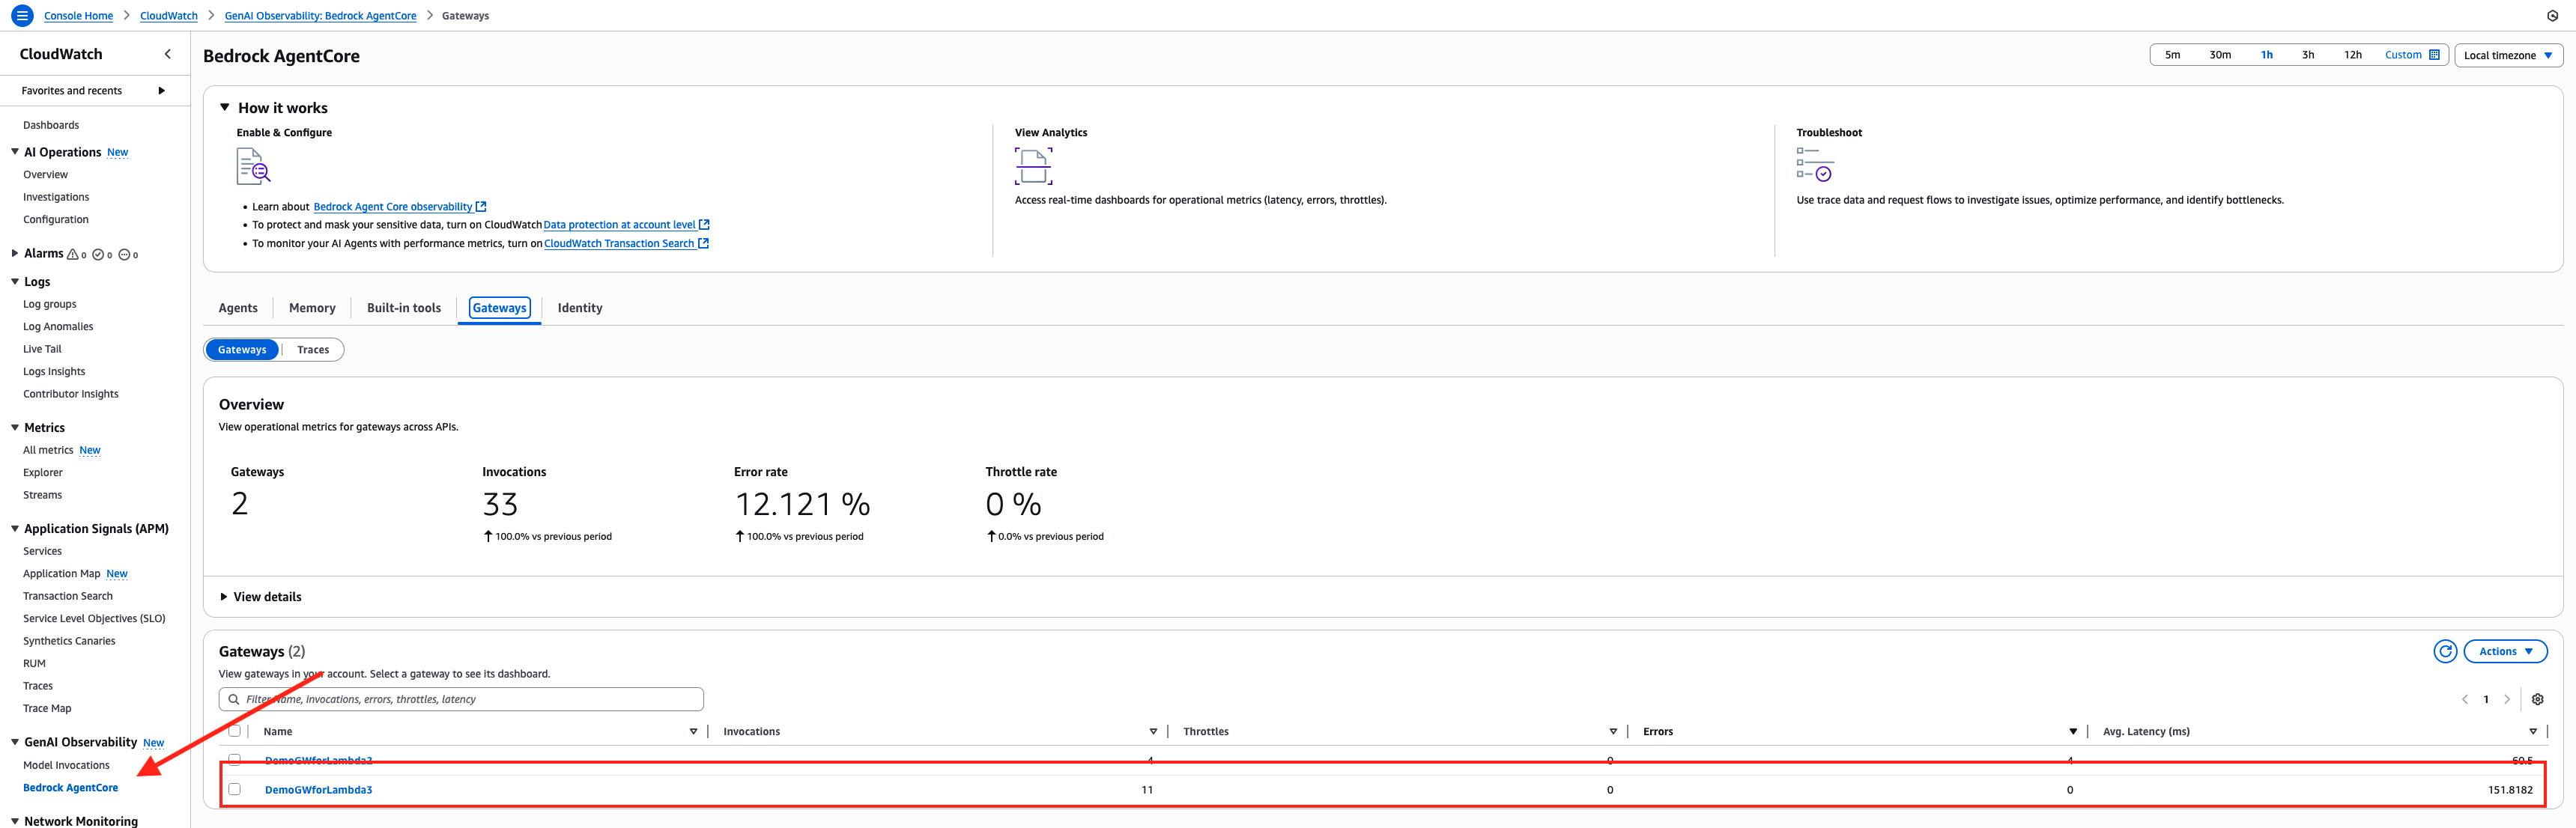 Console Home > CloudWatch > GenAI Observability: Bedrock AgentCore > Gateways
CloudWatch
Favorites and recents
Dashboards
AI Operations New
Overview
Investigations
Configuration
Alarms 0 0 0
Logs
Log groups
Log Anomalies
Live Tail
Logs Insights
Contributor Insights
Metrics
All metrics New
Explorer
Streams
Application Signals (APM)
Services
Application Map New
Transaction Search
Service Level Objectives (SLO)
Synthetics Canaries
RUM
Traces
Trace Map
GenAI Observability New
Model Invocations
Bedrock AgentCore
Network Monitoring
Bedrock AgentCore
5m 30m 1h 3h 12h Custom Local timezone
How it works
Enable & Configure
• Learn about Bedrock Agent Core observability
• To protect and mask your sensitive data, turn on CloudWatch Data protection at account level
• To monitor your AI Agents with performance metrics, turn on CloudWatch Transaction Search
View Analytics
Access real-time dashboards for operational metrics (latency, errors, throttles).
Troubleshoot
Use trace data and request flows to investigate issues, optimize performance, and identify bottlenecks.
Agents Memory Built-in tools Gateways Identity
Gateways Traces
Overview
View operational metrics for gateways across APIs.
Gateways Invocations Error rate Throttle rate
2 33 12.121 % 0 %
↑ 100.0% vs previous period ↑ 100.0% vs previous period ↑ 0.0% vs previous period
View details
Gateways (2)
Actions
View gateways in your account. Select a gateway to see its dashboard.
Filter Name, invocations, errors, throttles, latency
1
Name Invocations Throttles Errors Avg. Latency (ms)
DemoGWforLambda2 4 0 4 60.5
DemoGWforLambda3 11 0 0 151.8182